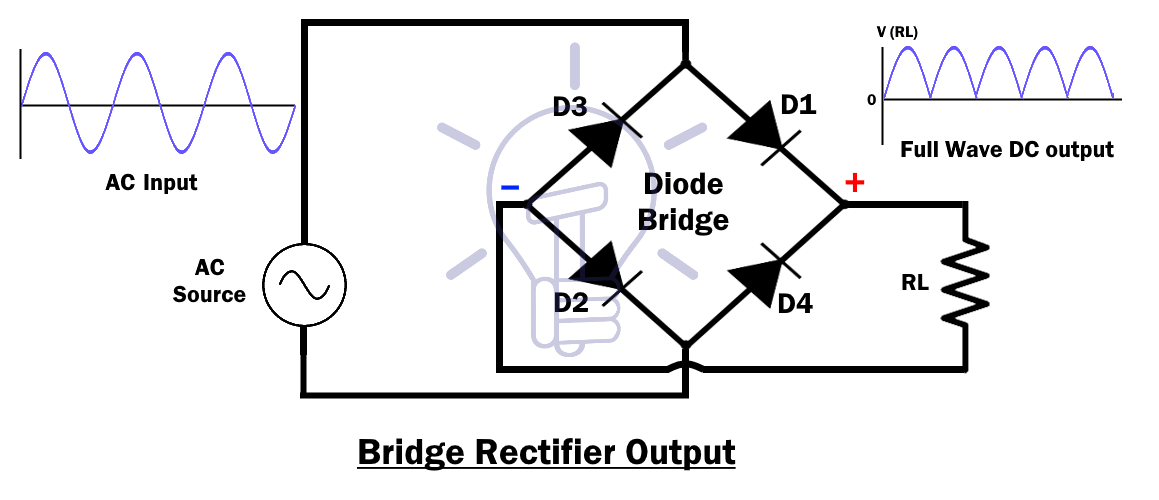 V (RL)
0
Full Wave DC output
AC Input
D3
D1
−
Diode
Bridge
+
AC
Source
D2
D4
RL
Bridge Rectifier Output